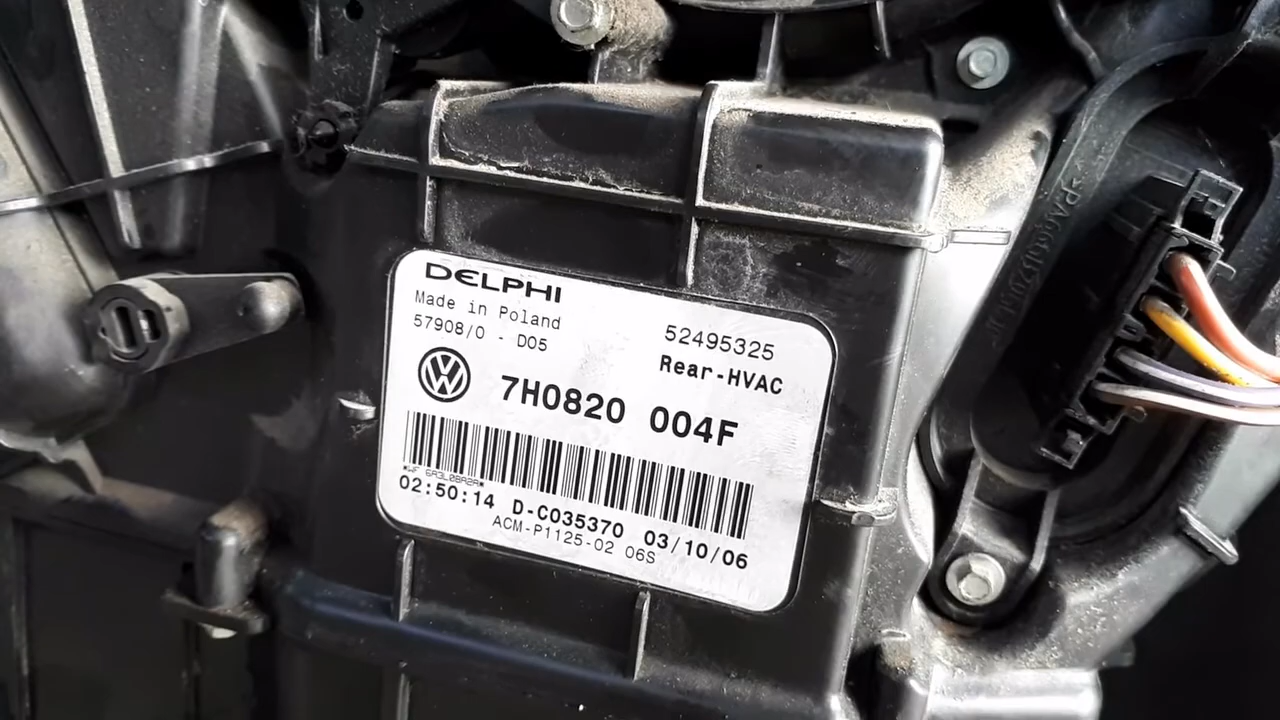 DELPHI
Made in Poland
57908/0 - D05
52495325
Rear-HVAC
7H0820 004F
02:50:14 D-C035370 03/10/06
ACM-P1125-02 06S